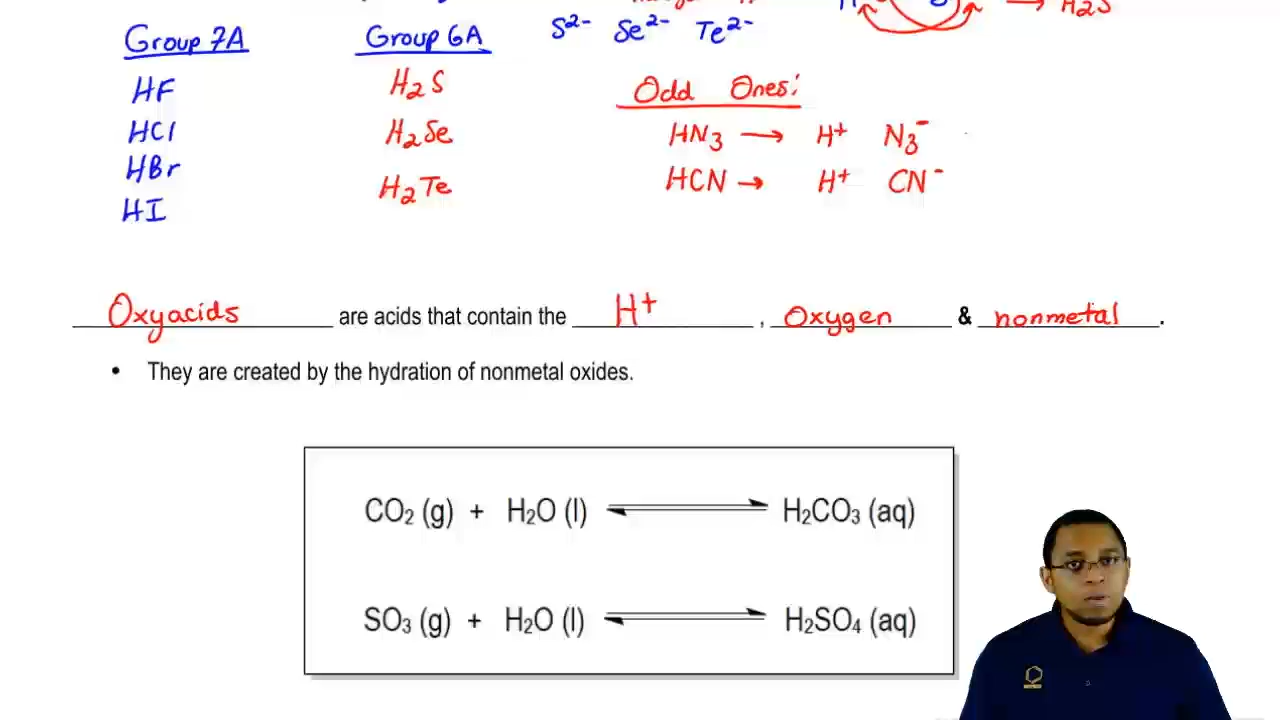 → H₂S
S²⁻ Se²⁻ Te²⁻
Group 7A Group 6A
HF
HCl
HBr
HI
H₂S
H₂Se
H₂Te
Odd Ones:
HN₃ → H⁺ N₃⁻
HCN → H⁺ CN⁻
Oxyacids are acids that contain the H⁺, Oxygen & nonmetal.
• They are created by the hydration of nonmetal oxides.
CO₂ (g) + H₂O (l) ⇌ H₂CO₃ (aq)
SO₃ (g) + H₂O (l) ⇌ H₂SO₄ (aq)